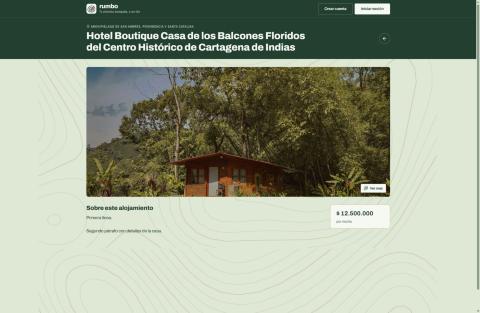 rumbo
Crear cuenta
Iniciar sesión
ARCHIPIÉLAGO DE SAN ANDRÉS, PROVIDENCIA Y SANTA CATALINA
Hotel Boutique Casa de los Balcones Floridos
del Centro Histórico de Cartagena de Indias
Ver más
Sobre este alojamiento
Primera línea.
Segundo párrafo con detalles de la casa.
$ 12.500.000
por noche